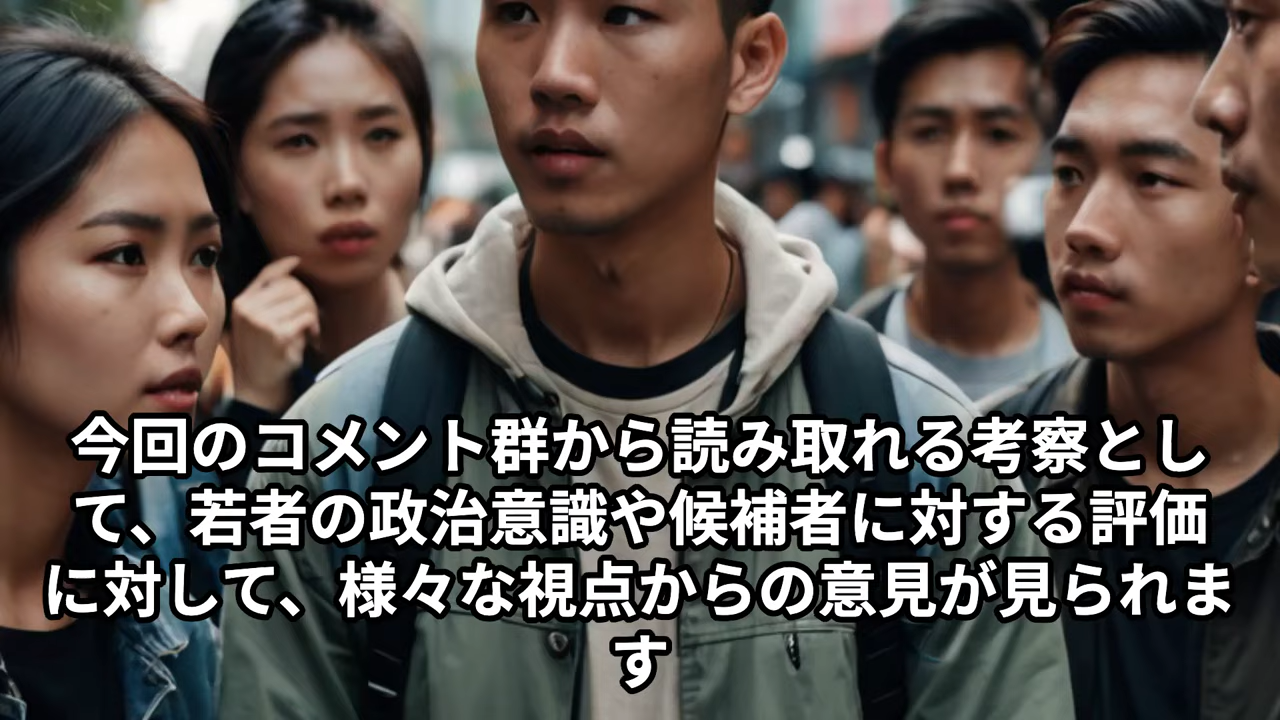 今回のコメント群から読み取れる考察とし
て、若者の政治意識や候補者に対する評価
に対して、様々な視点からの意見が見られま
す